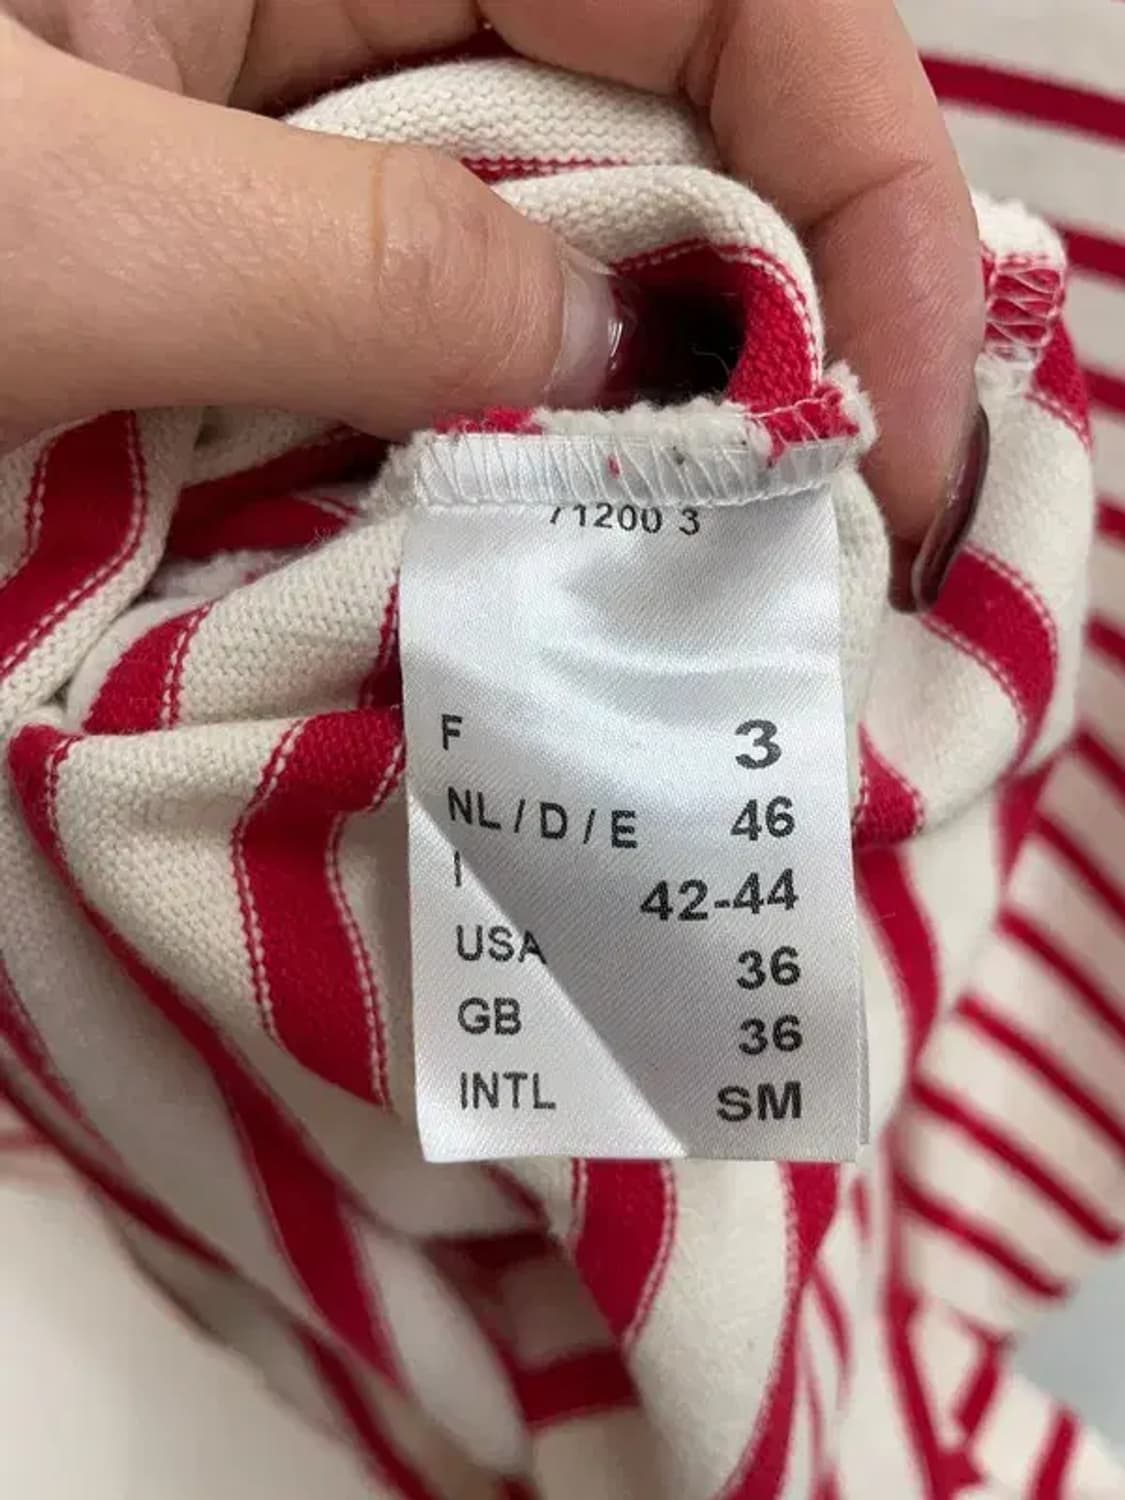 71200 3
F 3
NL / D / E 46
I 42-44
USA 36
GB 36
INTL SM